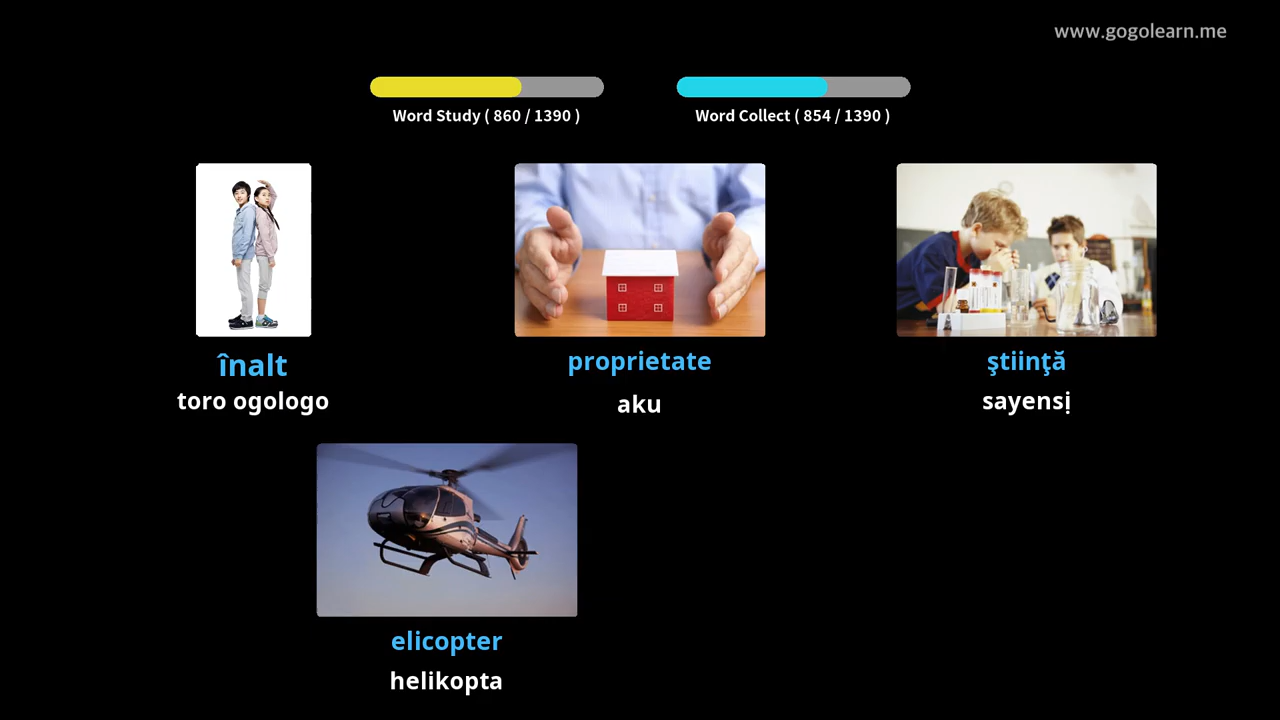 www.gogolearn.me
Word Study ( 860 / 1390 )
Word Collect ( 854 / 1390 )
înalt
toro ogologo
proprietate
aku
ştiinţă
sayensị
elicopter
helikopta